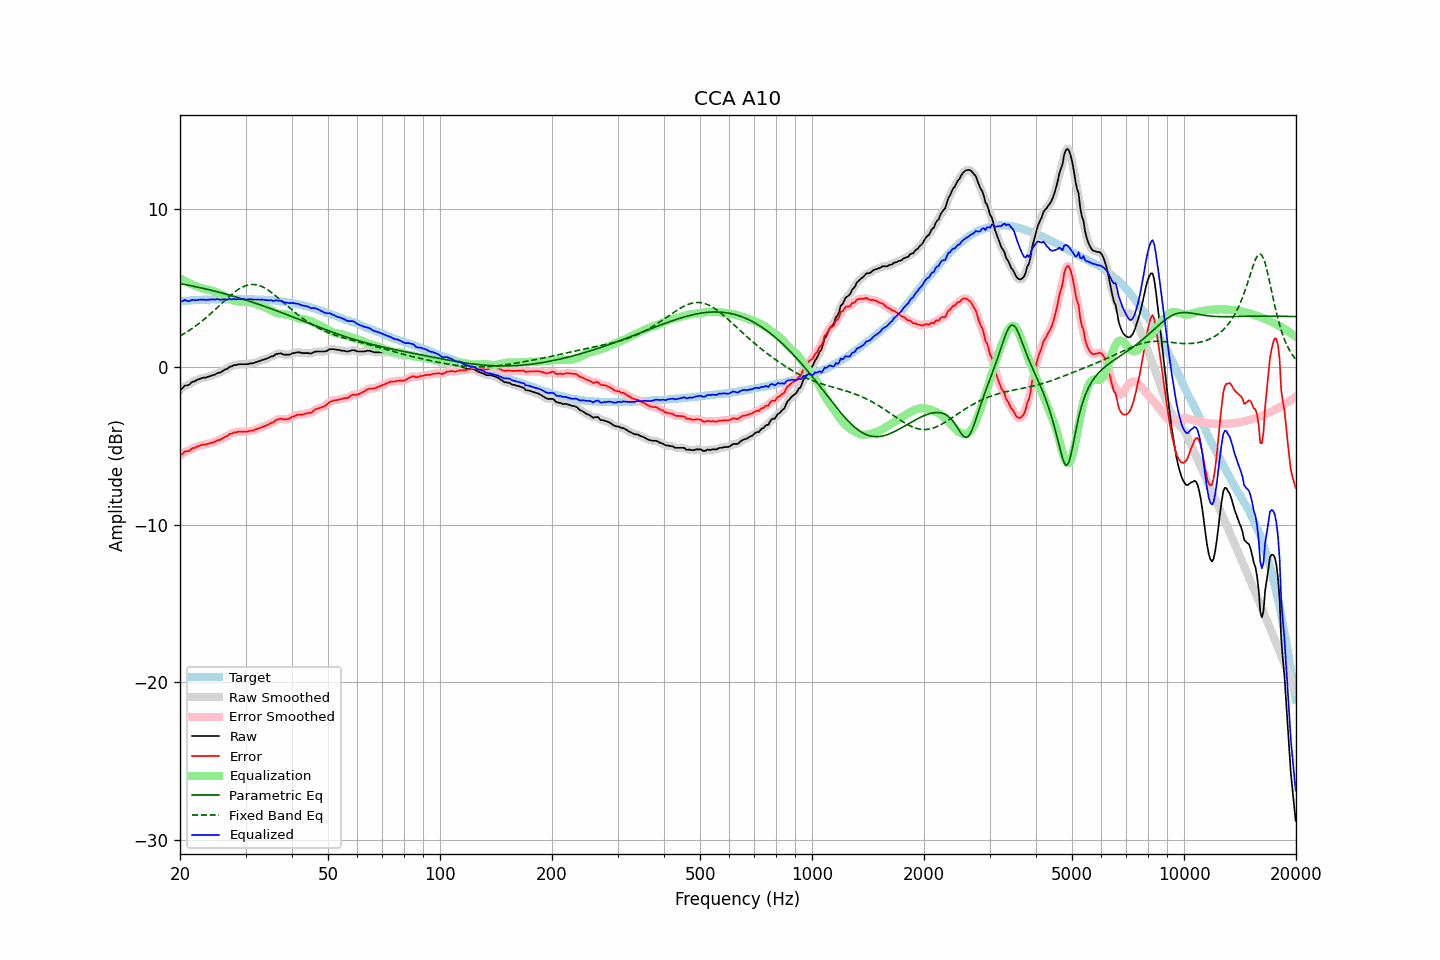 CCA A10
10
0
−10
−20
−30
Amplitude (dBr)
Target
Raw Smoothed
Error Smoothed
Raw
Error
Equalization
Parametric Eq
Fixed Band Eq
Equalized
20 50 100 200 500 1000 2000 5000 10000 20000
Frequency (Hz)